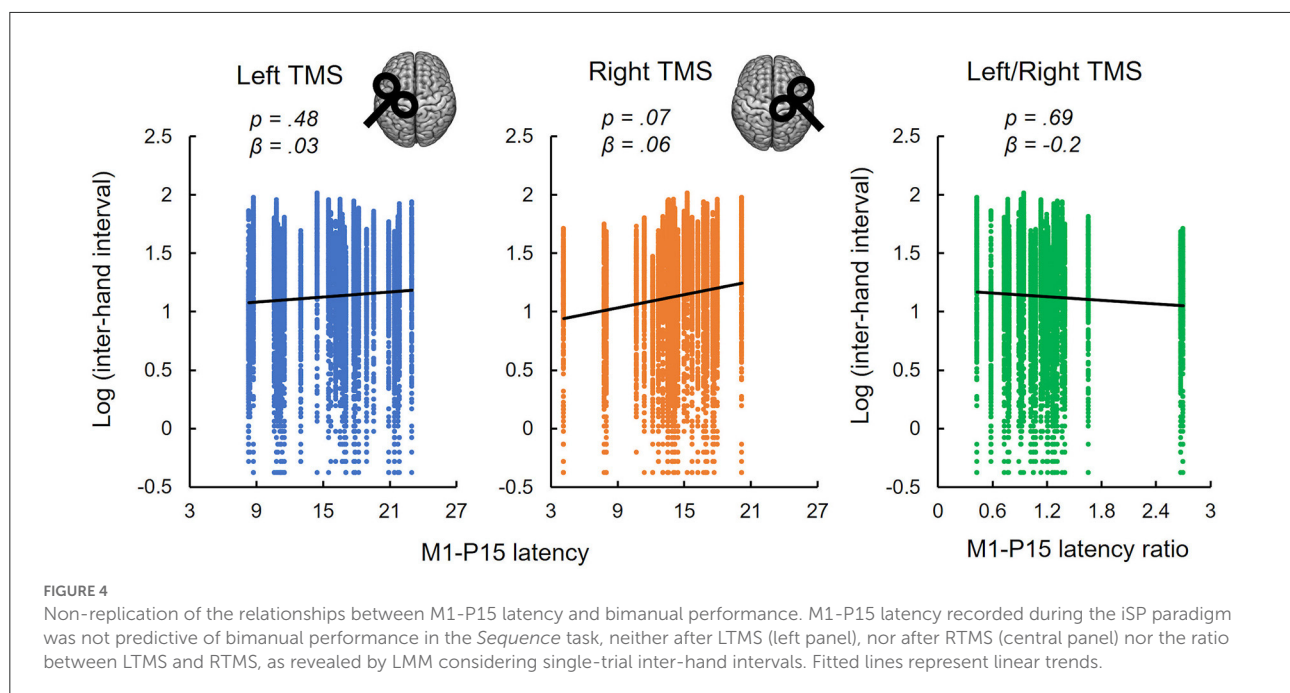 Left TMS
p = .48
β = .03
Right TMS
p = .07
β = .06
Left/Right TMS
p = .69
β = -0.2
Log (inter-hand interval)
2.5
2
1.5
1
0.5
0
-0.5
3 9 15 21 27
2.5
2
1.5
1
0.5
0
-0.5
3 9 15 21 27
M1-P15 latency
Log (inter-hand interval)
2.5
2
1.5
1
0.5
0
-0.5
0 0.6 1.2 1.8 2.4 3
M1-P15 latency ratio
FIGURE 4
Non-replication of the relationships between M1-P15 latency and bimanual performance. M1-P15 latency recorded during the iSP paradigm
was not predictive of bimanual performance in the Sequence task, neither after LTMS (left panel), nor after RTMS (central panel) nor the ratio
between LTMS and RTMS, as revealed by LMM considering single-trial inter-hand intervals. Fitted lines represent linear trends.